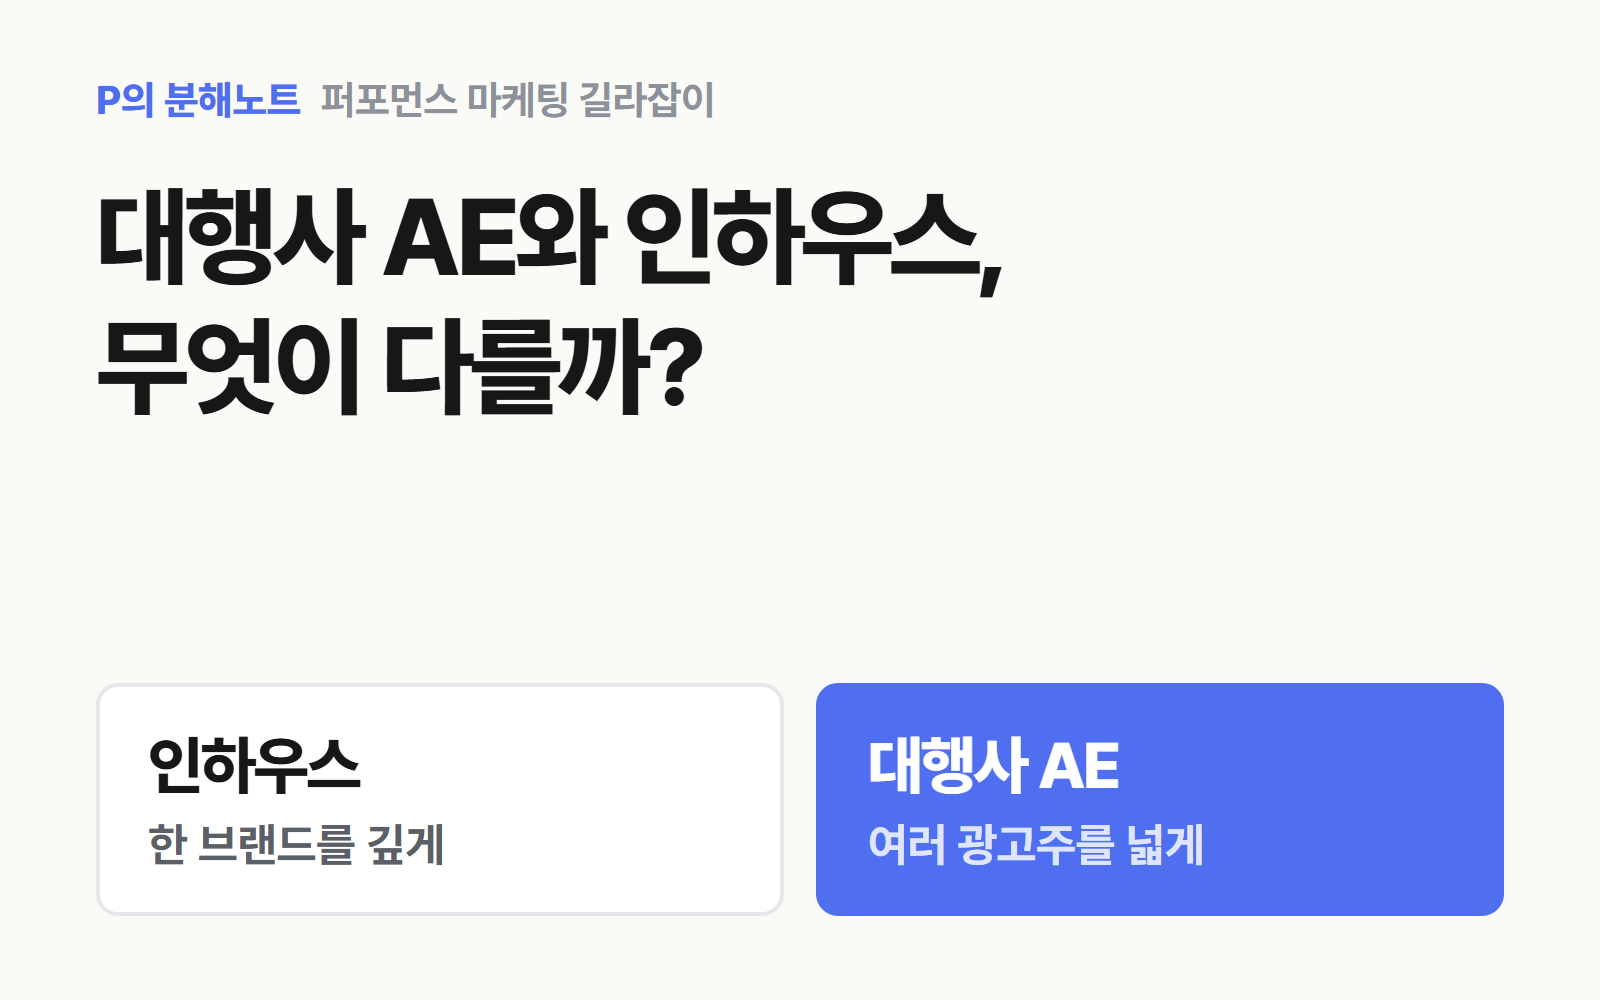 P의 분해노트 퍼포먼스 마케팅 길라잡이
대행사 AE와 인하우스,
무엇이 다를까?
인하우스
한 브랜드를 깊게
대행사 AE
여러 광고주를 넓게